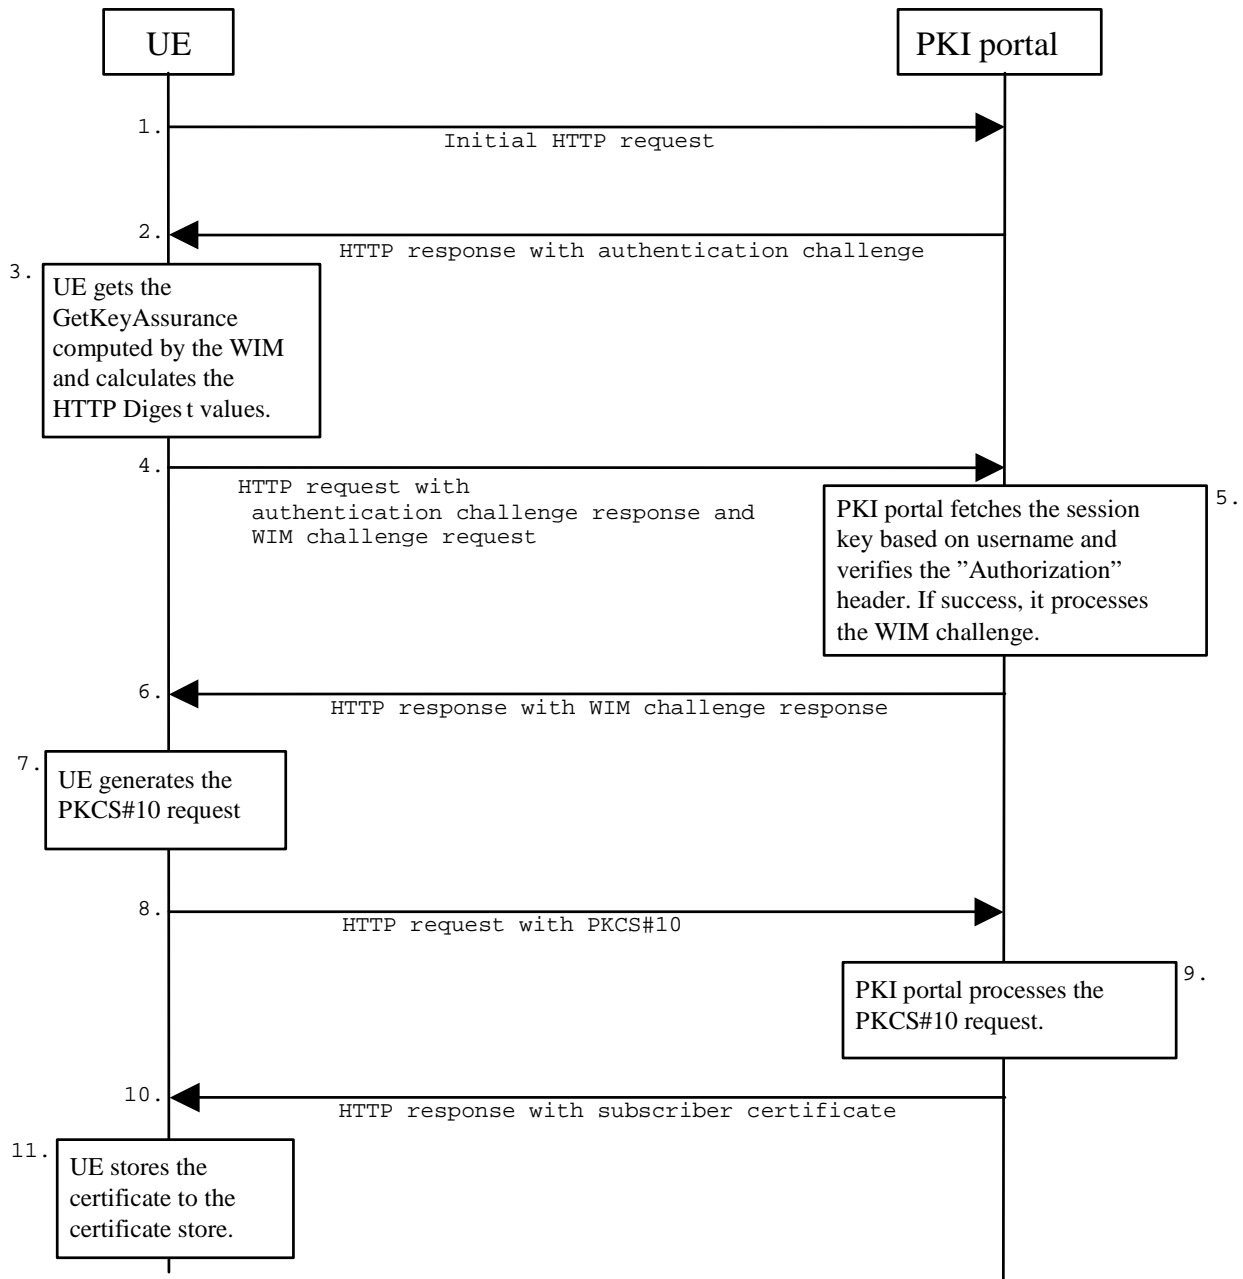 UE
PKI portal
1.
Initial HTTP request
2.
HTTP response with authentication challenge
3.
UE gets the
GetKeyAssurance
computed by the WIM
and calculates the
HTTP Diges t values.
4.
HTTP request with
authentication challenge response and
WIM challenge request
5.
PKI portal fetches the session
key based on username and
verifies the ”Authorization”
header. If success, it processes
the WIM challenge.
6.
HTTP response with WIM challenge response
7.
UE generates the
PKCS#10 request
8.
HTTP request with PKCS#10
9.
PKI portal processes the
PKCS#10 request.
10.
HTTP response with subscriber certificate
11.
UE stores the
certificate to the
certificate store.